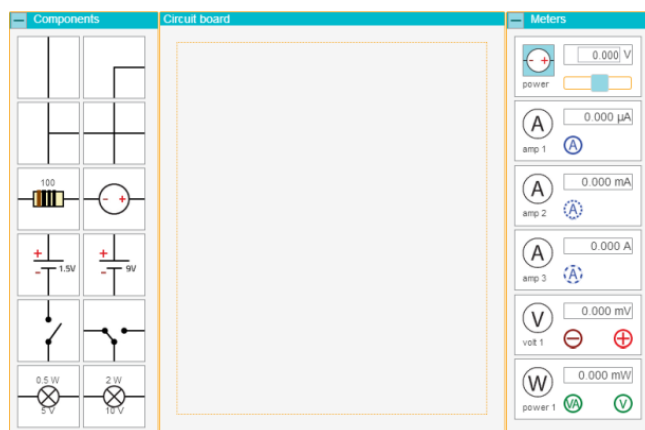 Components
100
+
-
1.5V
+
-
9V
0.5 W
5 V
2 W
10 V
Circuit board
Meters
- +
0.000 V
power
A
0.000 µA
amp 1
A
A
0.000 mA
amp 2
A
A
0.000 A
amp 3
A
V
0.000 mV
volt 1
W
0.000 mW
power 1
VA
V